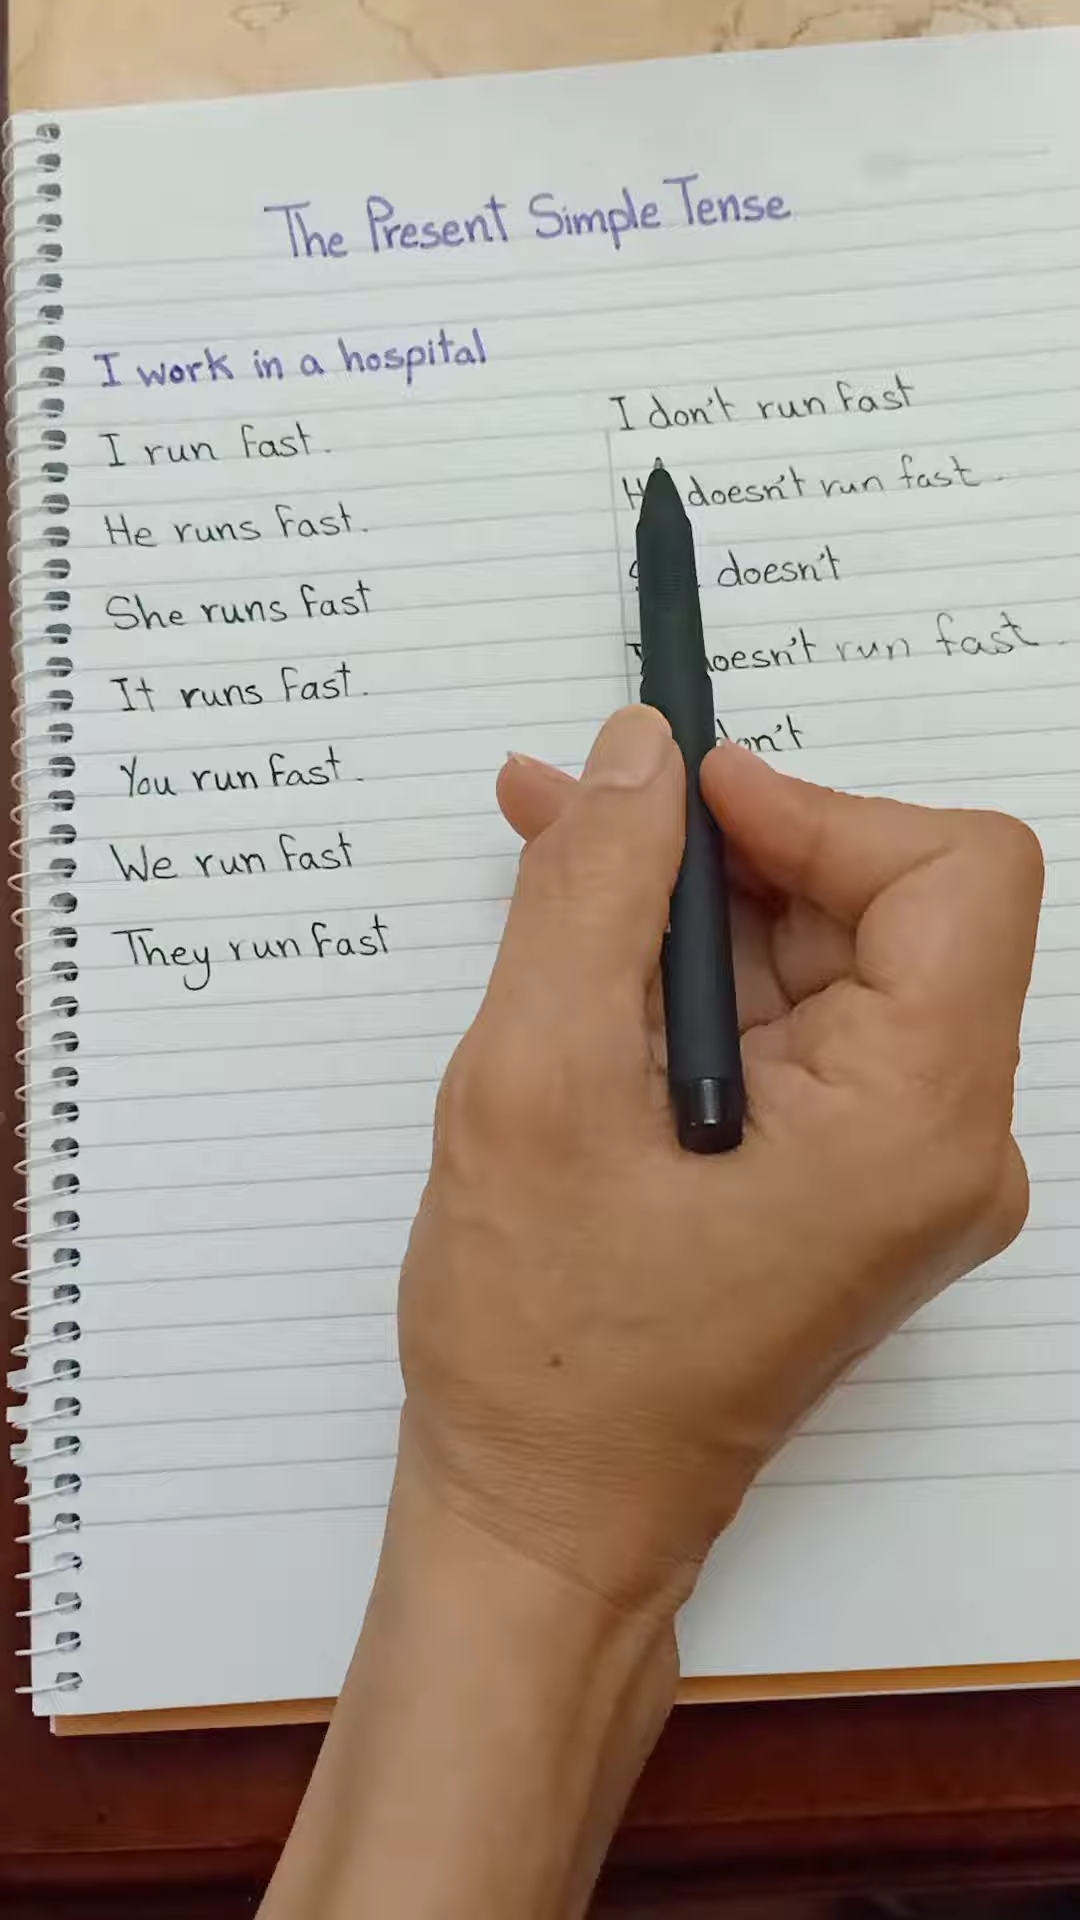 The Present Simple Tense
I work in a hospital
I run fast.
He runs fast.
She runs fast
It runs fast.
You run fast.
We run fast
They run fast
I don't run fast
doesn't run fast.
doesn't
run fast.